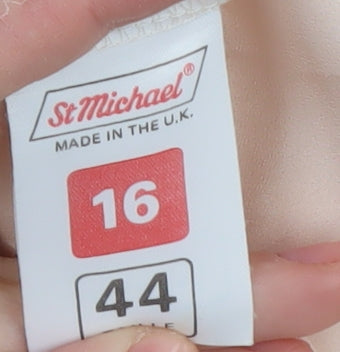 St Michael®
MADE IN THE U.K.
16
44